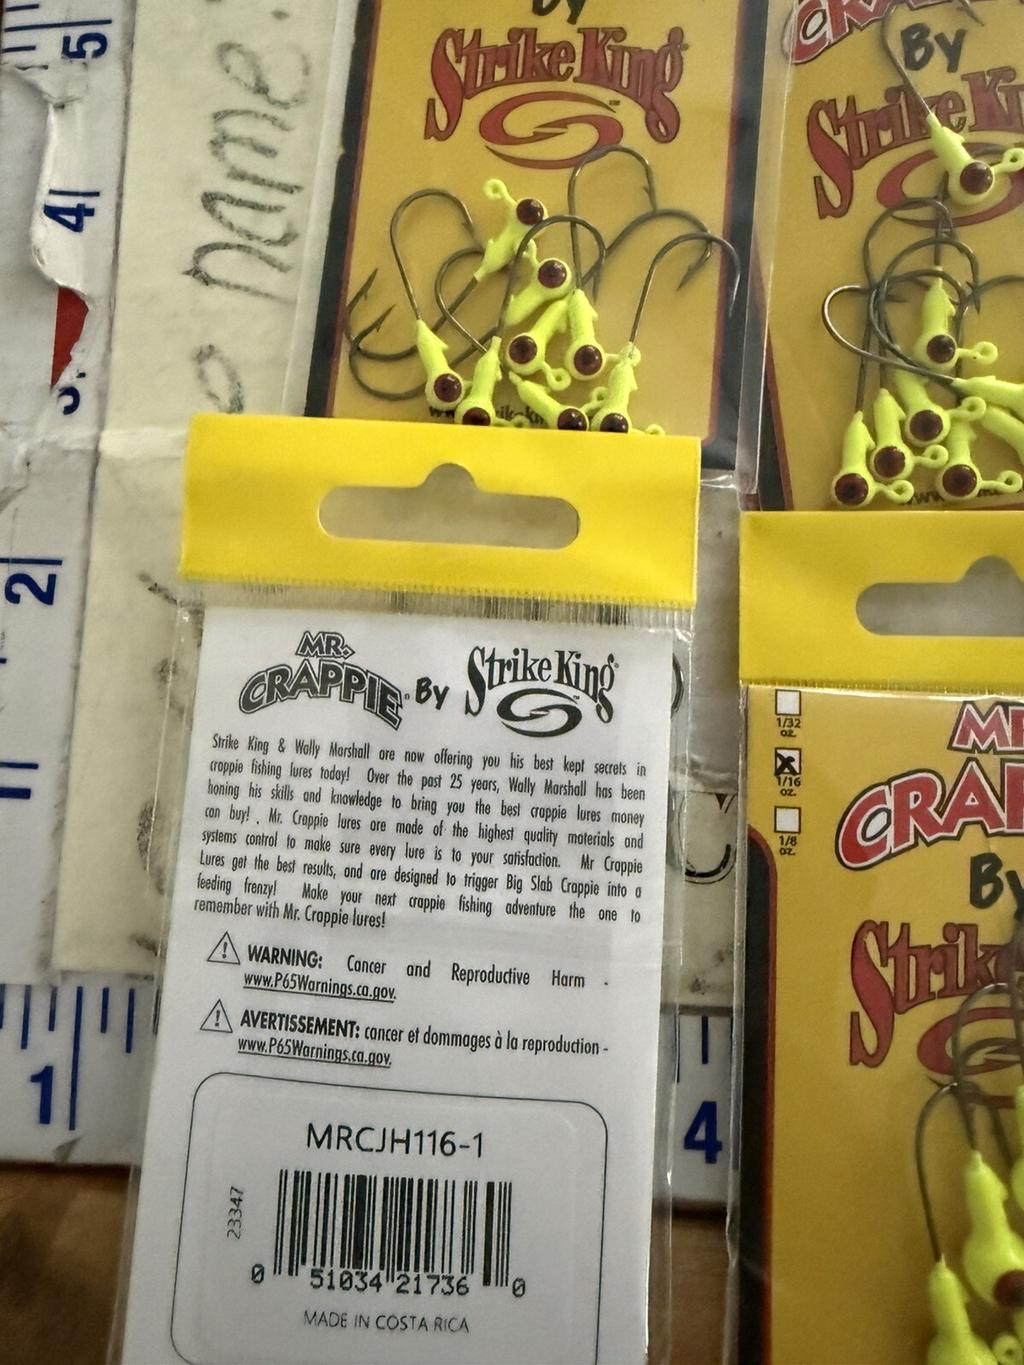 5
4
3
2
1
1
4
Name:
By
Strike King
CRA
By
Strike Ki
MR.
CRAPPIE By Strike King
Strike King & Wally Marshall are now offering you his best kept secrets in
crappie fishing lures today! Over the past 25 years, Wally Marshall has been
honing his skills and knowledge to bring you the best crappie lures money
can buy! . Mr. Crappie lures are made of the highest quality materials and
systems control to make sure every lure is to your satisfaction. Mr Crappie
Lures get the best results, and are designed to trigger Big Slab Crappie into a
feeding frenzy! Make your next crappie fishing adventure the one to
remember with Mr. Crappie lures!
WARNING: Cancer and Reproductive Harm -
www.P65Warnings.ca.gov.
AVERTISSEMENT: cancer et dommages à la reproduction -
www.P65Warnings.ca.gov.
MRCJH116-1
23347
0 51034 21736 0
MADE IN COSTA RICA
1/32
oz.
1/16
oz.
1/8
oz.
M
CRAP
By
Strik